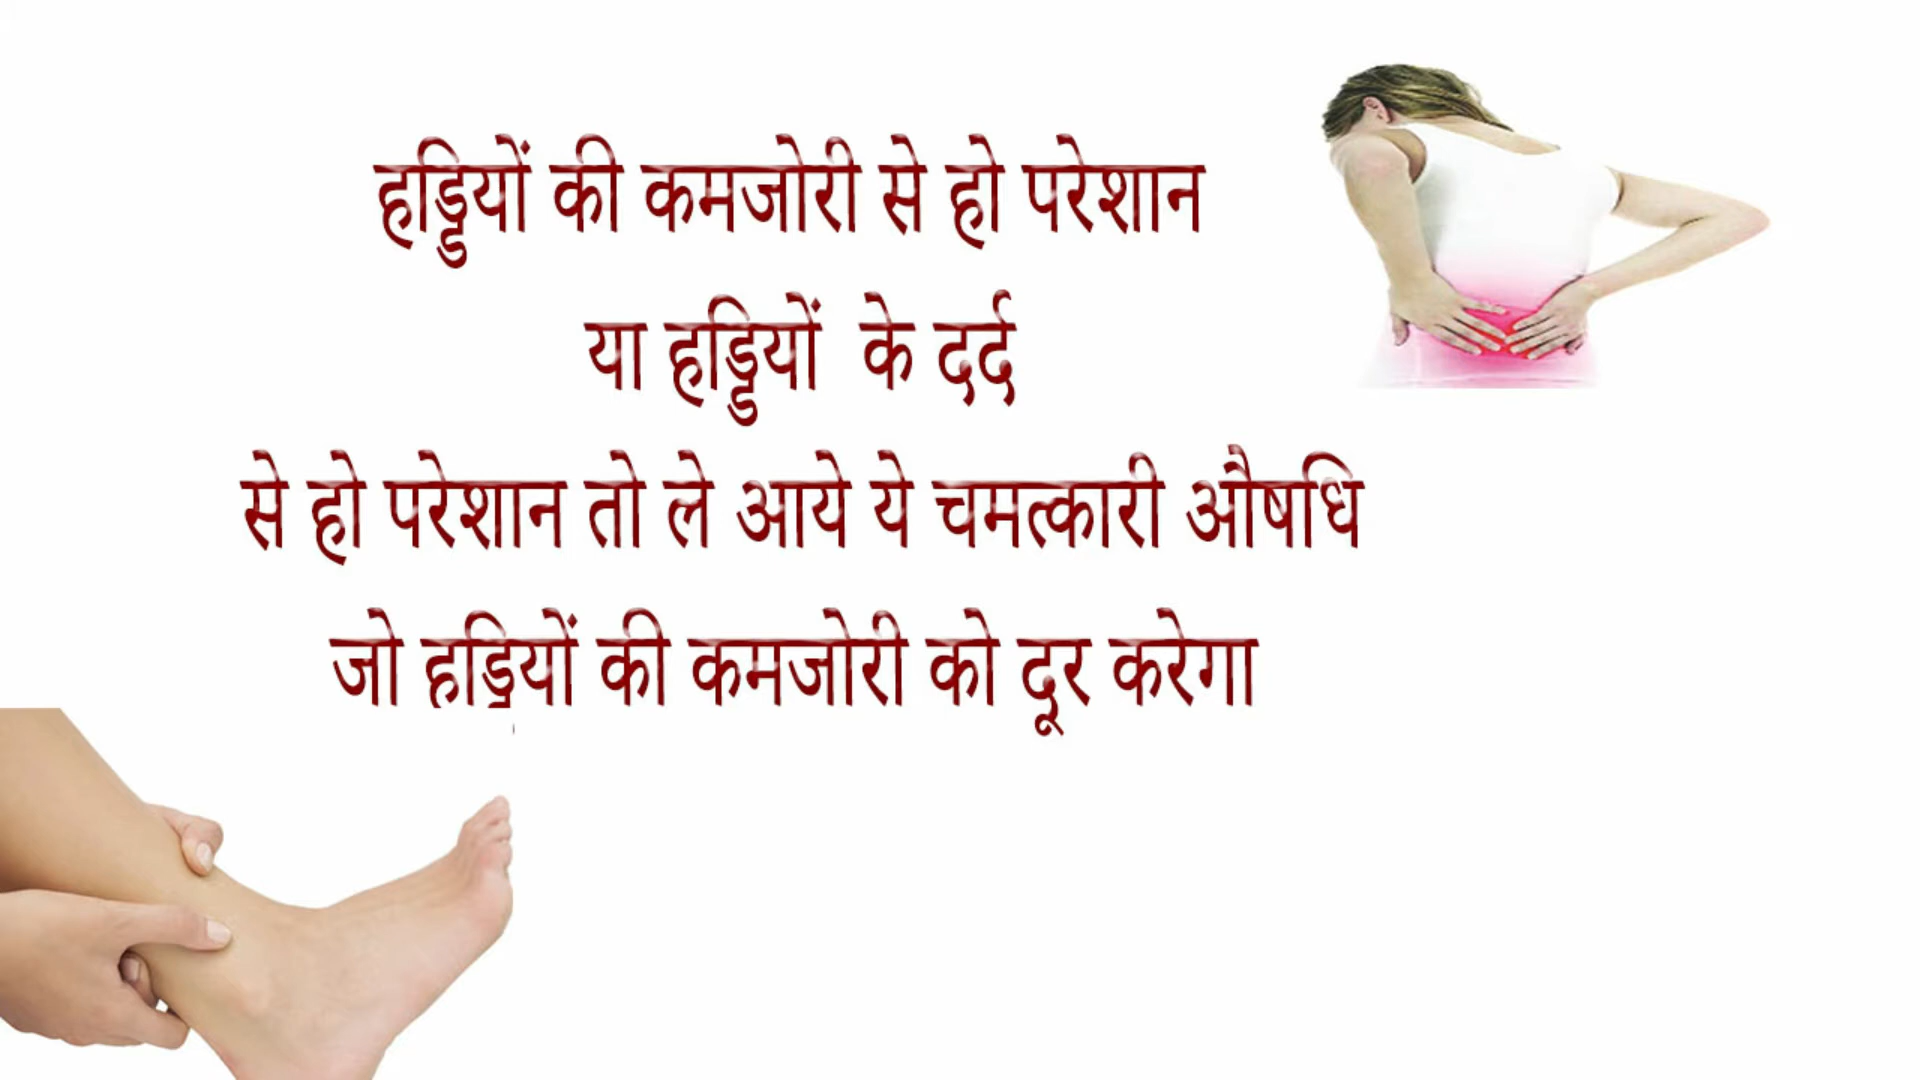 हड्डियों की कमजोरी से हो परेशान
या हड्डियों के दर्द
से हो परेशान तो ले आये ये चमत्कारी औषधि
जो हड्डियों की कमजोरी को दूर करेगा